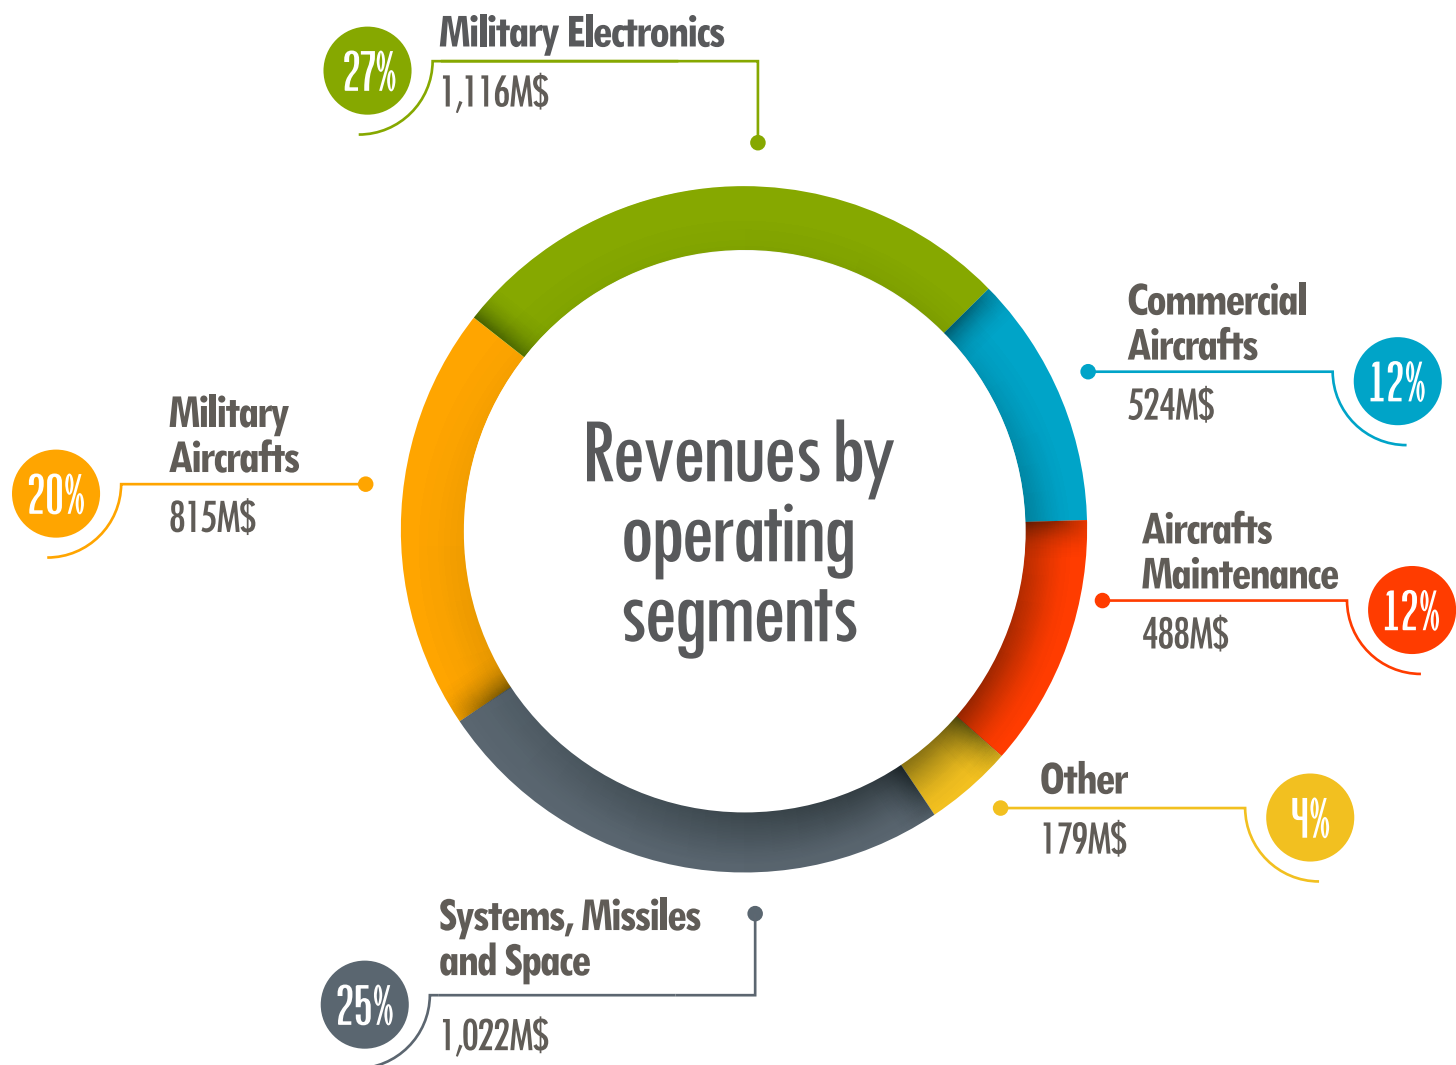 27%
Military Electronics
1,116M$
Commercial
Aircrafts
524M$
12%
Military
Aircrafts
815M$
20%
Revenues by
operating
segments
Aircrafts
Maintenance
488M$
12%
Other
179M$
4%
Systems, Missiles
and Space
1,022M$
25%